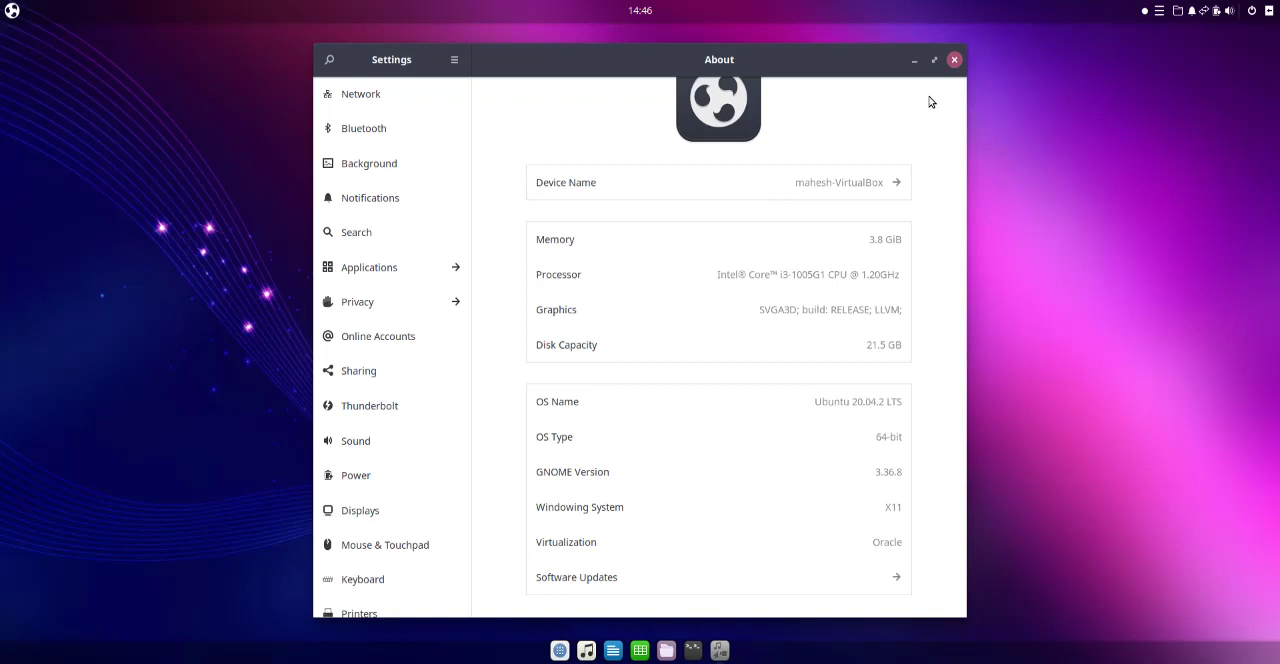 14:46
Settings
About
Network
Bluetooth
Background
Notifications
Search
Applications
Privacy
Online Accounts
Sharing
Thunderbolt
Sound
Power
Displays
Mouse & Touchpad
Keyboard
Printers
Device Name mahesh-VirtualBox
Memory 3.8 GiB
Processor Intel® Core™ i3-1005G1 CPU @ 1.20GHz
Graphics SVGA3D; build: RELEASE; LLVM;
Disk Capacity 21.5 GB
OS Name Ubuntu 20.04.2 LTS
OS Type 64-bit
GNOME Version 3.36.8
Windowing System X11
Virtualization Oracle
Software Updates